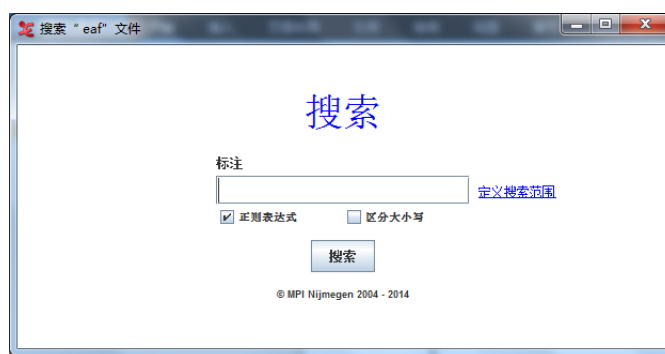 搜索 “eaf” 文件
搜索
标注
定义搜索范围
正则表达式 区分大小写
搜索
© MPI Nijmegen 2004 - 2014